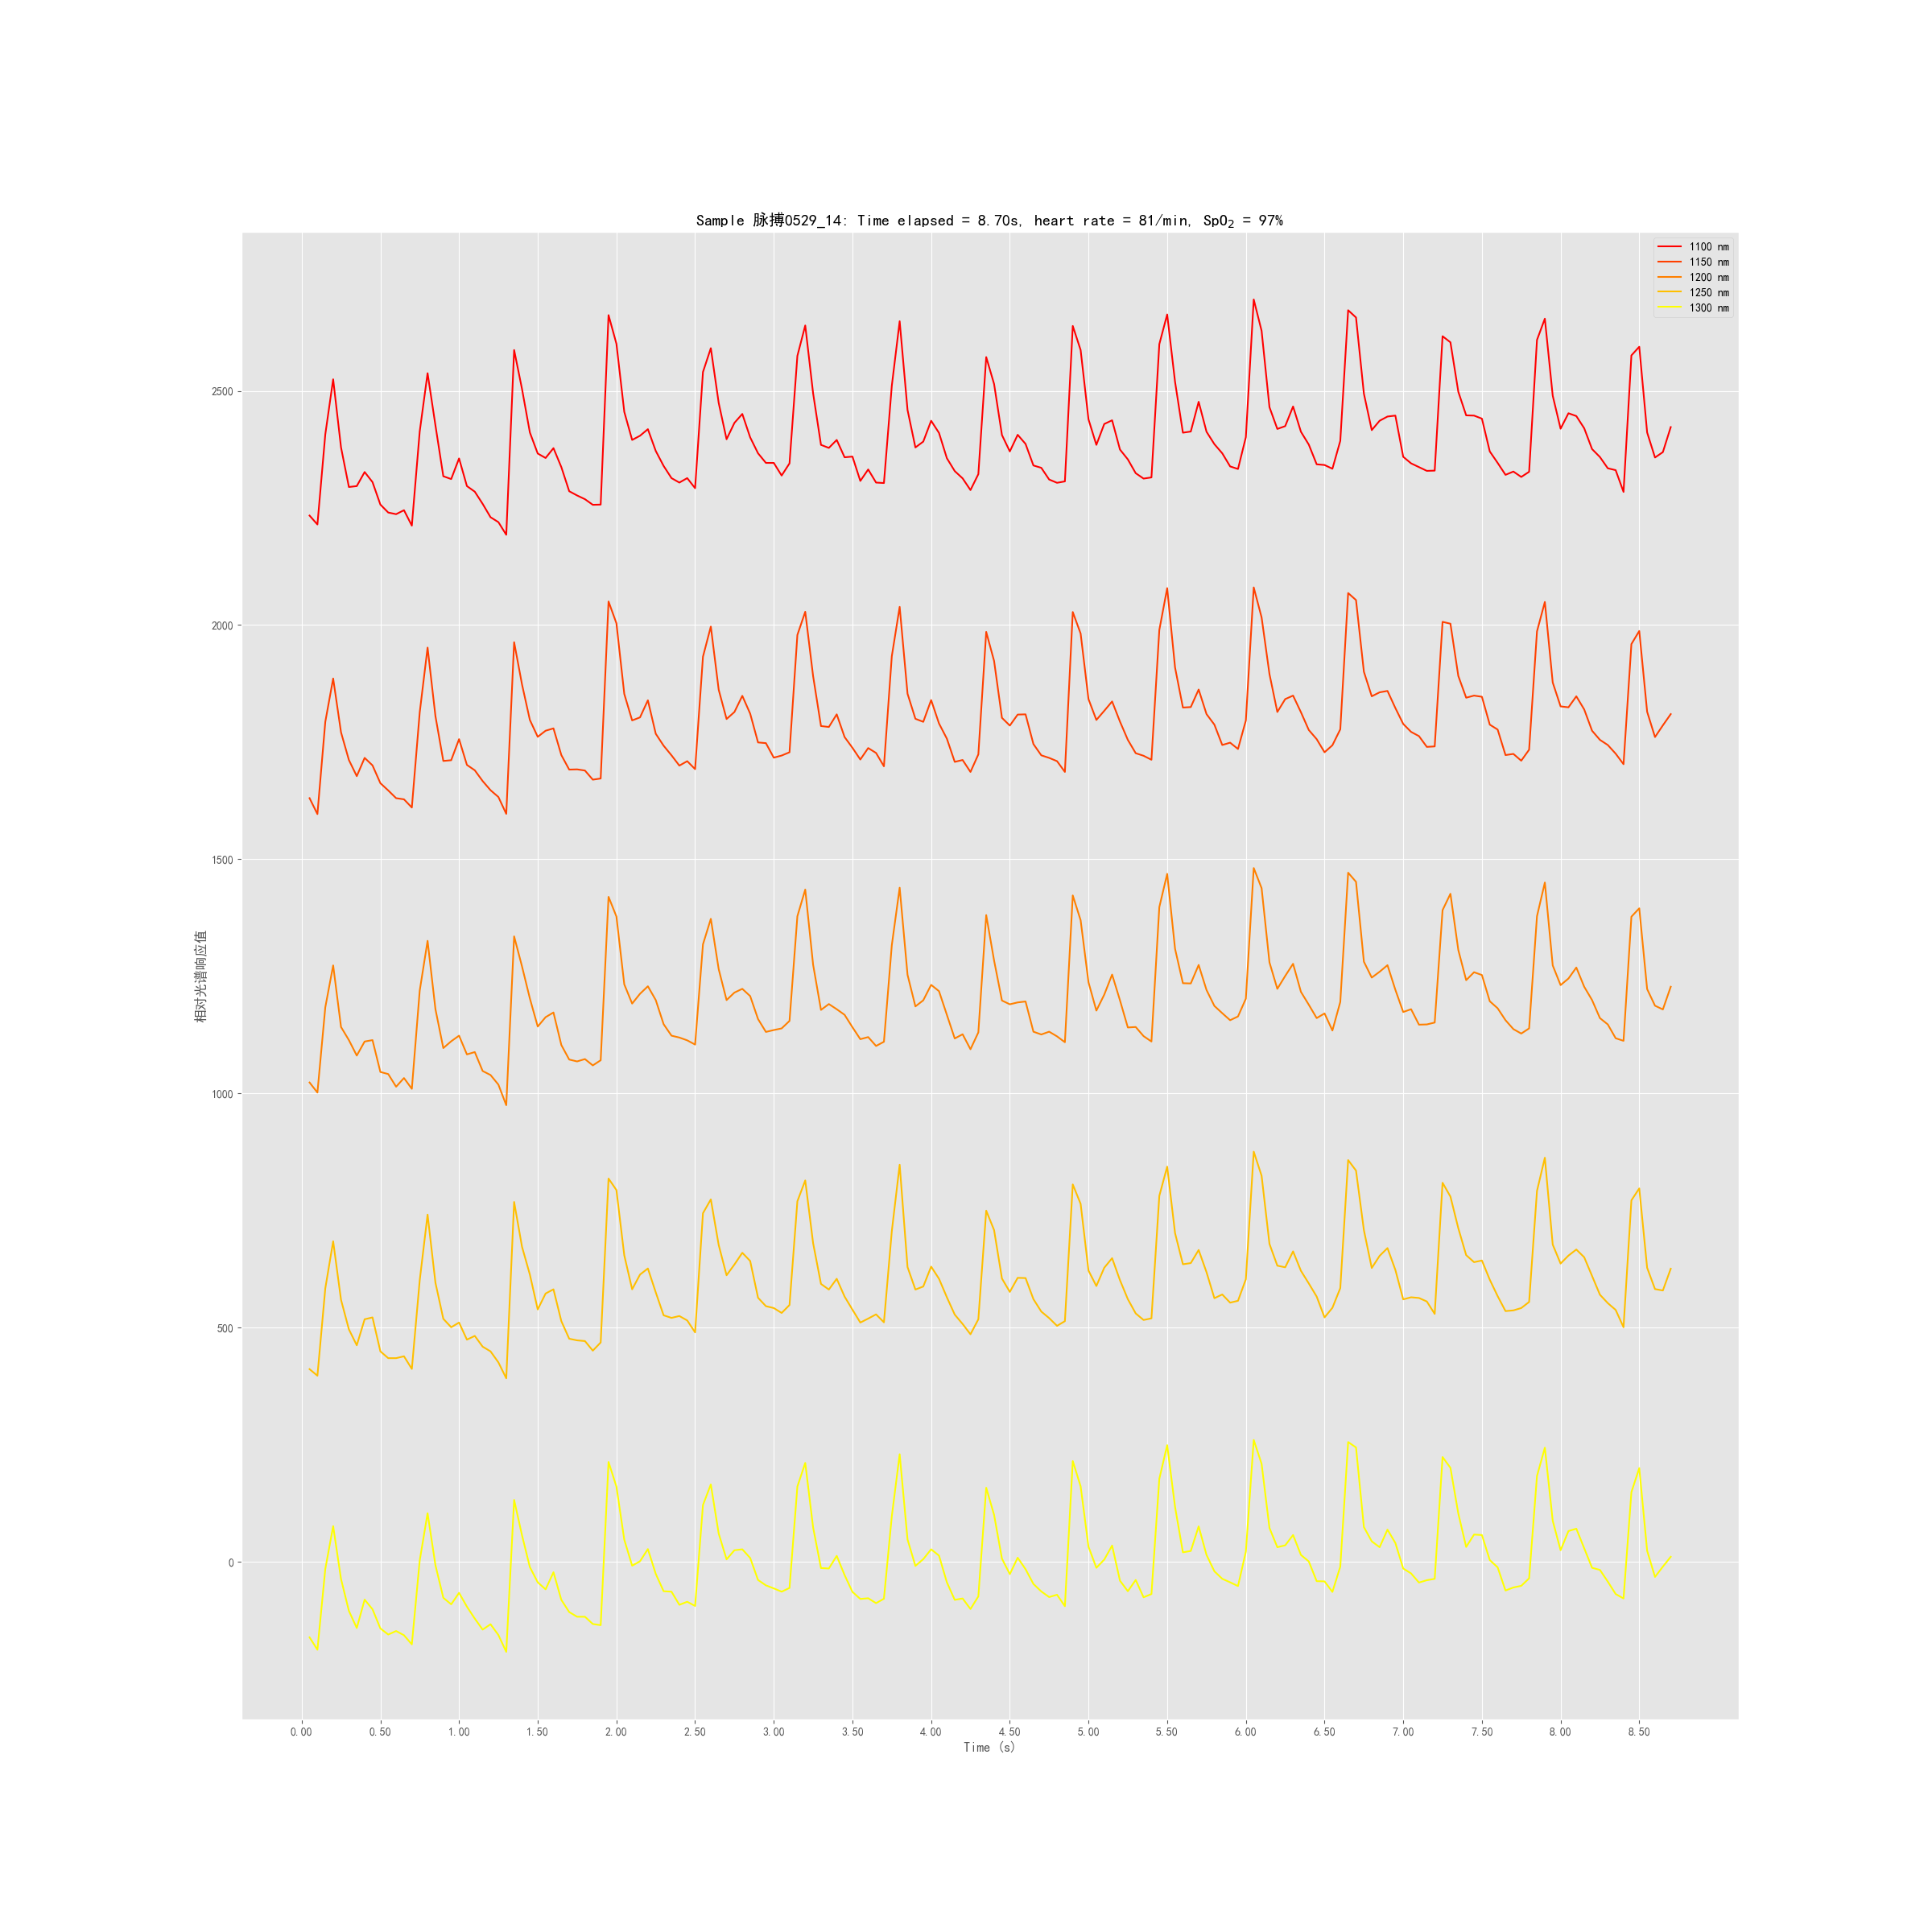 Sample 脉搏0529_14: Time elapsed = 8.70s, heart rate = 81/min, SpO2 = 97%
1100 nm
1150 nm
1200 nm
1250 nm
1300 nm
2500
2000
1500
1000
500
0
相对光谱响应值
0.00 0.50 1.00 1.50 2.00 2.50 3.00 3.50 4.00 4.50 5.00 5.50 6.00 6.50 7.00 7.50 8.00 8.50
Time (s)